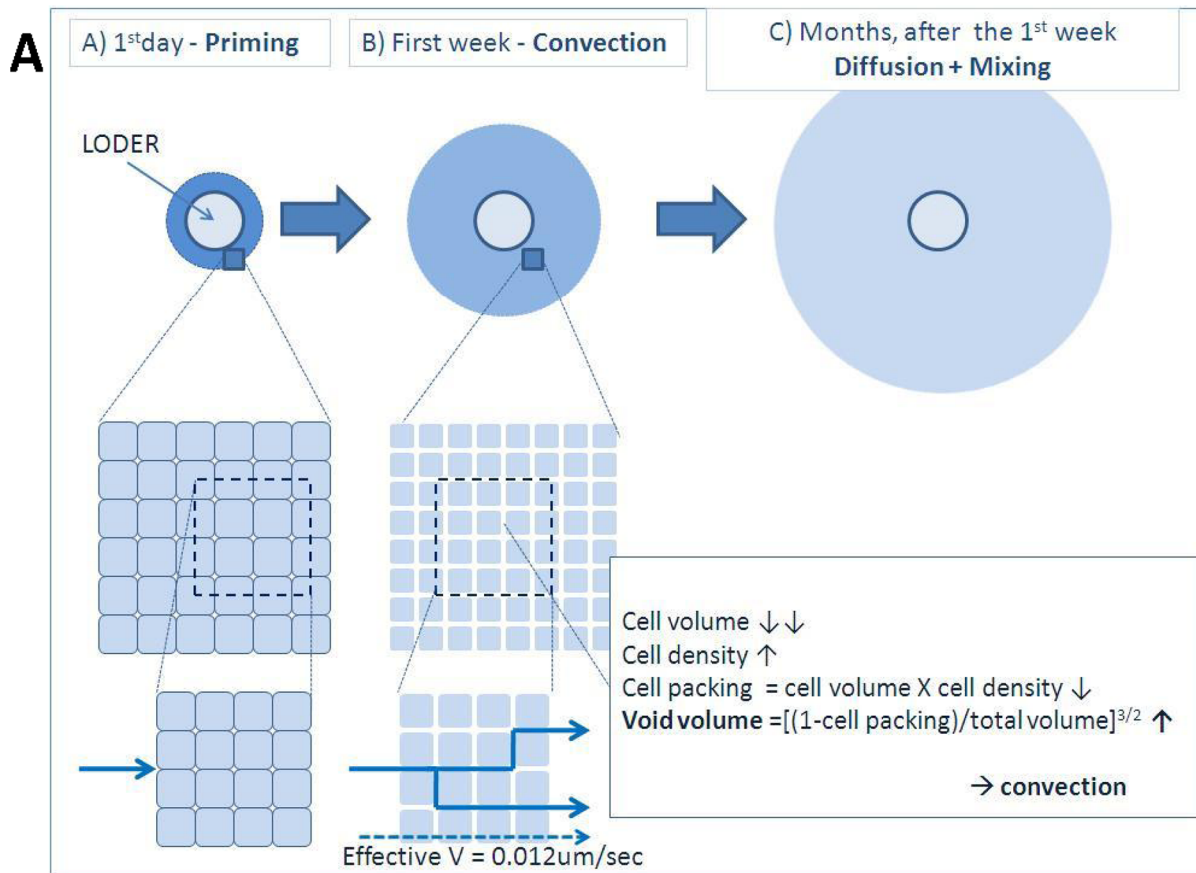 A
A) 1st day - Priming
B) First week - Convection
C) Months, after the 1st week
Diffusion + Mixing
LODER
Cell volume ↓↓
Cell density ↑
Cell packing = cell volume X cell density ↓
Void volume =[(1-cell packing)/total volume]3/2 ↑
→ convection
Effective V = 0.012um/sec